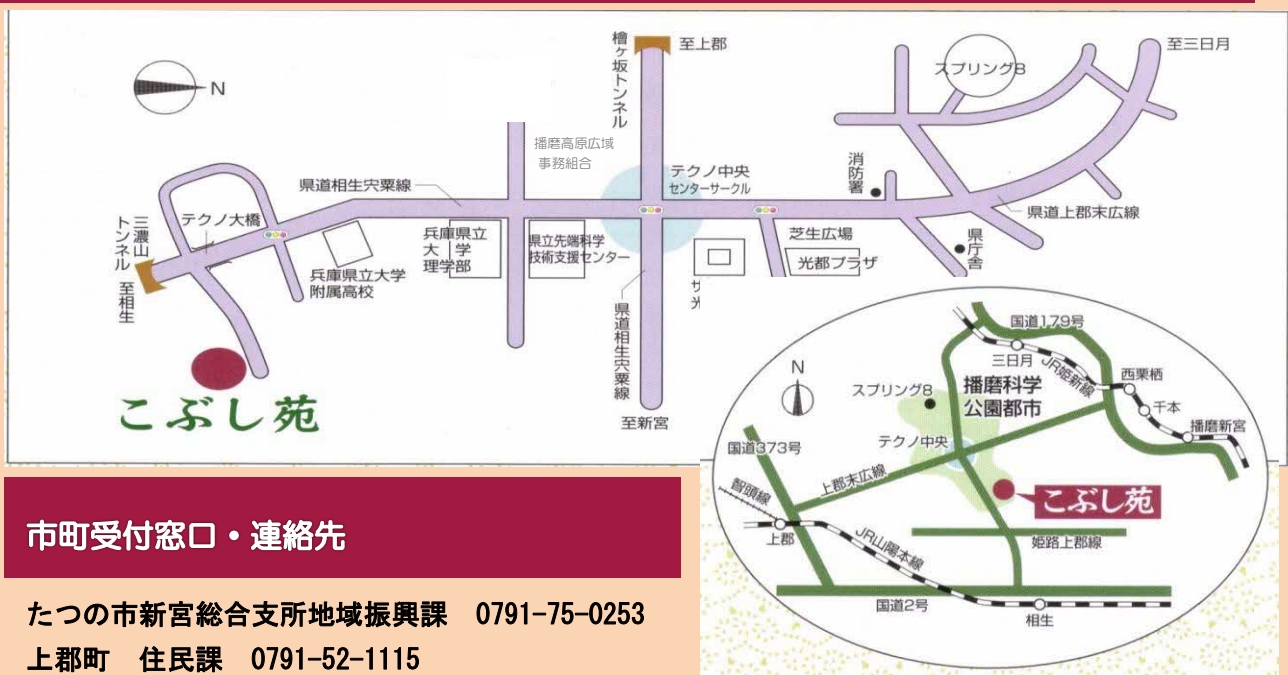 N
檜ヶ坂トンネル
至上郡
スプリング8
至三日月
播磨高原広域
事務組合
消防署
テクノ中央
センターサークル
県道相生宍粟線
県道上郡末広線
テクノ大橋
三濃山
トンネル
至相生
兵庫県立
大学
理学部
県立先端科学
技術支援センター
芝生広場
光都プラザ
県庁舎
兵庫県立大学
附属高校
サ
光
県道相生宍粟線
至新宮
こぶし苑
N
国道179号
三日月
JR姫新線
西栗栖
千本
播磨新宮
スプリング8
播磨科学
公園都市
テクノ中央
国道373号
上郡末広線
智頭線
上郡
こぶし苑
姫路上郡線
JR山陽本線
国道2号
相生
市町受付窓口・連絡先
たつの市新宮総合支所地域振興課 0791-75-0253
上郡町 住民課 0791-52-1115